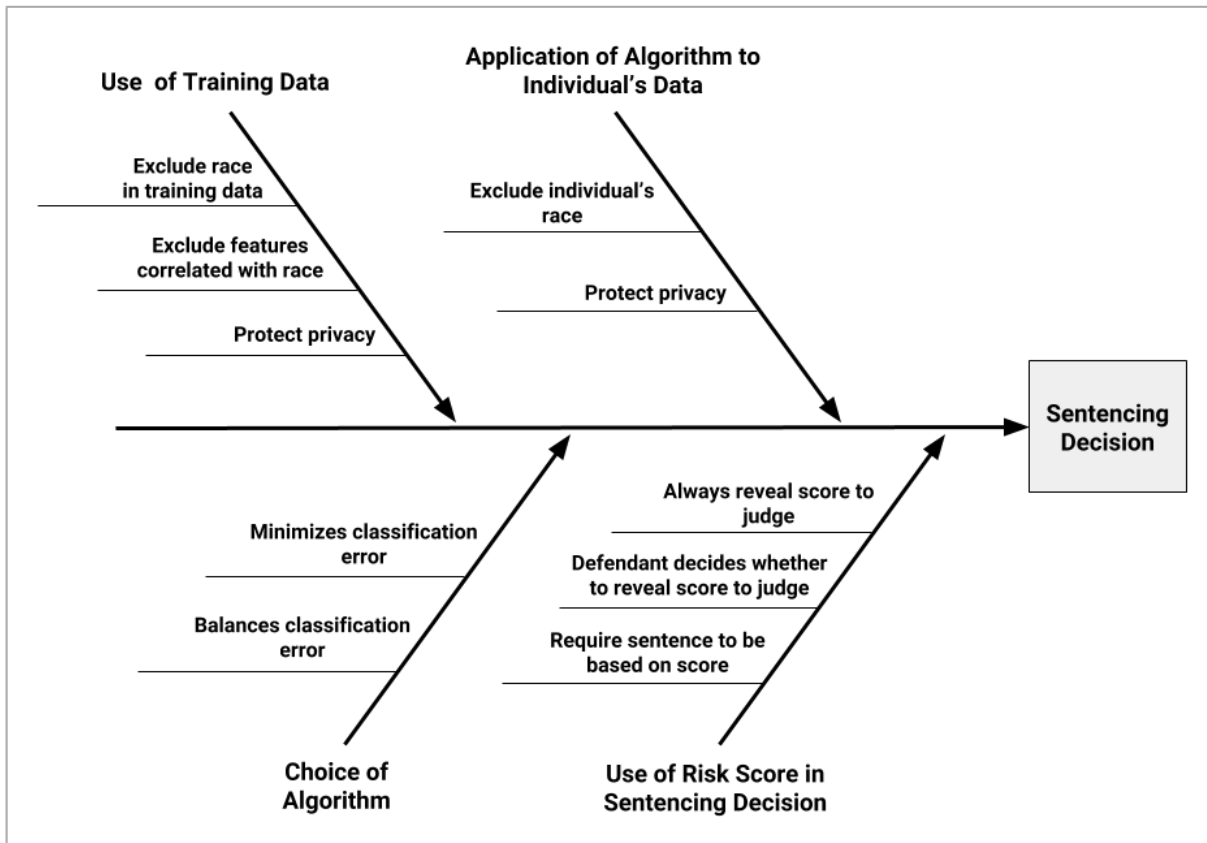 Use of Training Data
Application of Algorithm to
Individual's Data
Exclude race
in training data
Exclude features
correlated with race
Protect privacy
Exclude individual's
race
Protect privacy
Sentencing
Decision
Minimizes classification
error
Balances classification
error
Always reveal score to
judge
Defendant decides whether
to reveal score to judge
Require sentence to be
based on score
Choice of
Algorithm
Use of Risk Score in
Sentencing Decision